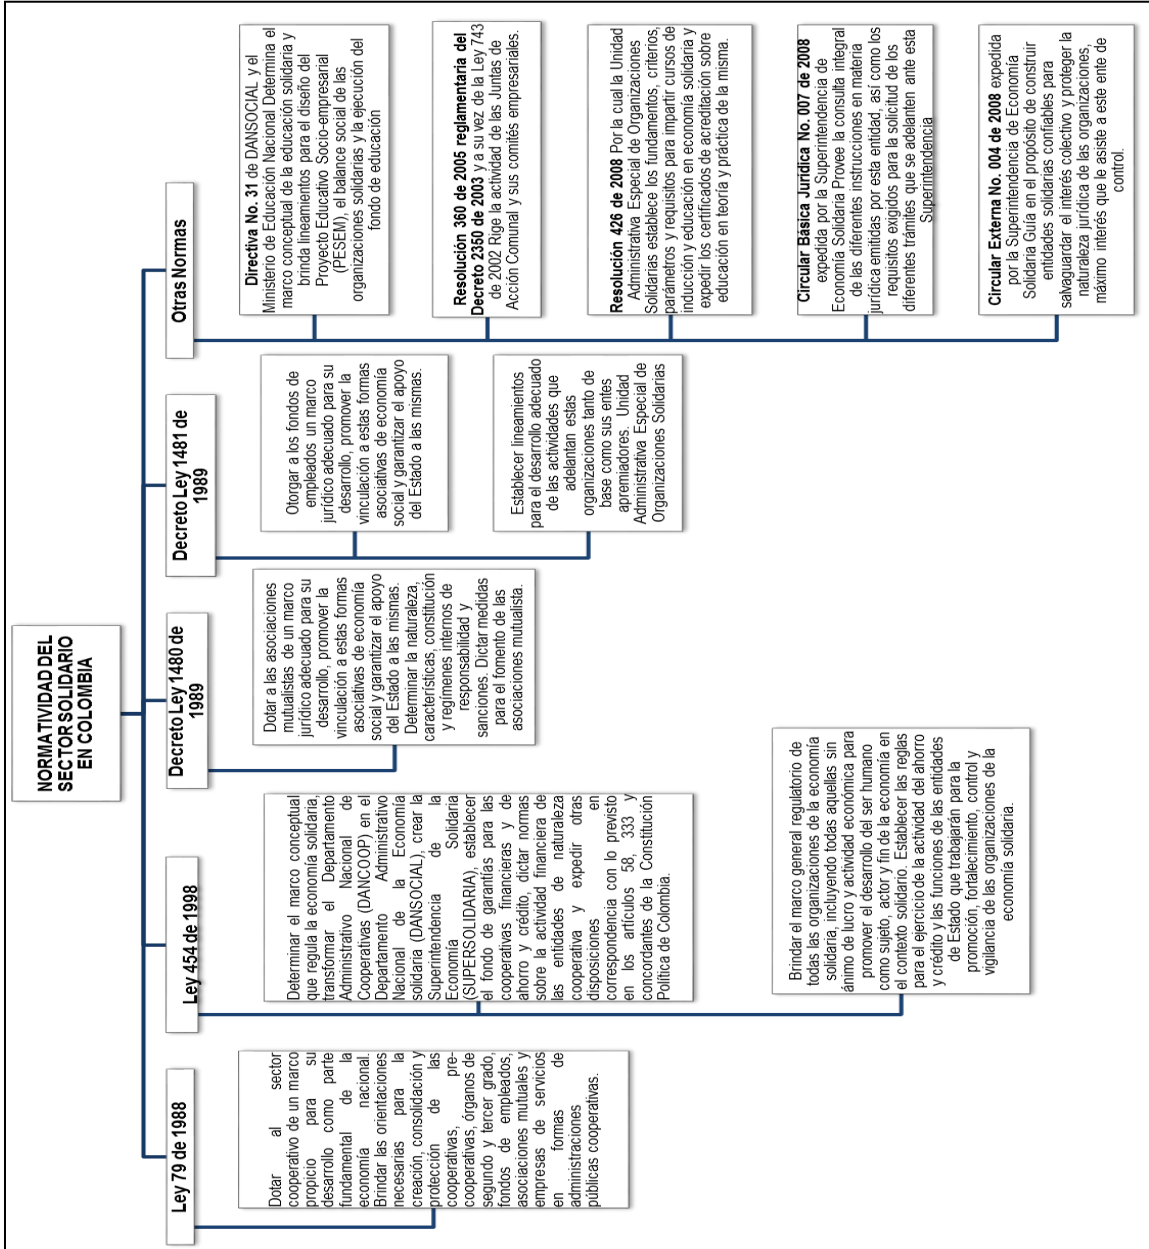 NORMATIVIDAD DEL
SECTOR SOLIDARIO
EN COLOMBIA
Ley 79 de 1988
Dotar al sector
cooperativo de un marco
propicio para su
desarrollo como parte
fundamental de la
economía nacional.
Brindar las orientaciones
necesarias para la
creación, consolidación y
protección de las
cooperativas, pre-
cooperativas, órganos de
segundo y tercer grado,
fondos de empleados,
asociaciones mutuales y
empresas de servicios
en formas de
administraciones
públicas cooperativas.
Ley 454 de 1998
Determinar el marco conceptual
que regula la economía solidaria,
transformar el Departamento
Administrativo Nacional de
Cooperativas (DANCOOP) en el
Departamento Administrativo
Nacional de la Economía
solidaria (DANSOCIAL), crear la
Superintendencia de la
Economía Solidaria
(SUPERSOLIDARIA), establecer
el fondo de garantías para las
cooperativas financieras y de
ahorro y crédito, dictar normas
sobre la actividad financiera de
las entidades de naturaleza
cooperativa y expedir otras
disposiciones en
correspondencia con lo previsto
en los artículos 58, 333 y
concordantes de la Constitución
Política de Colombia.
Brindar el marco general regulatorio de
todas las organizaciones de la economía
solidaria, incluyendo todas aquellas sin
ánimo de lucro y actividad económica para
promover el desarrollo del ser humano
como sujeto, actor y fin de la economía en
el contexto solidario. Establecer las reglas
para el ejercicio de la actividad del ahorro
y crédito y las funciones de las entidades
de Estado que trabajarán para la
promoción, fortalecimiento, control y
vigilancia de las organizaciones de la
economía solidaria.
Decreto Ley 1480 de
1989
Dotar a las asociaciones
mutualistas de un marco
jurídico adecuado para su
desarrollo, promover la
vinculación a estas formas
asociativas de economía
social y garantizar el apoyo
del Estado a las mismas.
Determinar la naturaleza,
características, constitución
y regímenes internos de
responsabilidad y
sanciones. Dictar medidas
para el fomento de las
asociaciones mutualista.
Decreto Ley 1481 de
1989
Otorgar a los fondos de
empleados un marco
jurídico adecuado para su
desarrollo, promover la
vinculación a estas formas
asociativas de economía
social y garantizar el apoyo
del Estado a las mismas.
Establecer lineamientos
para el desarrollo adecuado
de las actividades que
adelantan estas
organizaciones tanto de
base como sus entes
apremiadores. Unidad
Administrativa Especial de
Organizaciones Solidarias
Otras Normas
Directiva No. 31 de DANSOCIAL y el
Ministerio de Educación Nacional Determina el
marco conceptual de la educación solidaria y
brinda lineamientos para el diseño del
Proyecto Educativo Socio-empresarial
(PESEM), el balance social de las
organizaciones solidarias y la ejecución del
fondo de educación
Resolución 360 de 2005 reglamentaria del
Decreto 2350 de 2003 y a su vez de la Ley 743
de 2002 Rige la actividad de las Juntas de
Acción Comunal y sus comités empresariales.
Resolución 426 de 2008 Por la cual la Unidad
Administrativa Especial de Organizaciones
Solidarias establece los fundamentos, criterios,
parámetros y requisitos para impartir cursos de
inducción y educación en economía solidaria y
expedir los certificados de acreditación sobre
educación en teoría y práctica de la misma.
Circular Básica Jurídica No. 007 de 2008
expedida por la Superintendencia de
Economía Solidaria Provee la consulta integral
de las diferentes instrucciones en materia
jurídica emitidas por esta entidad, así como los
requisitos exigidos para la solicitud de los
diferentes trámites que se adelanten ante esta
Superintendencia
Circular Externa No. 004 de 2008 expedida
por la Superintendencia de Economía
Solidaria Guía en el propósito de construir
entidades solidarias confiables para
salvaguardar el interés colectivo y proteger la
naturaleza jurídica de las organizaciones,
máximo interés que le asiste a este ente de
control.